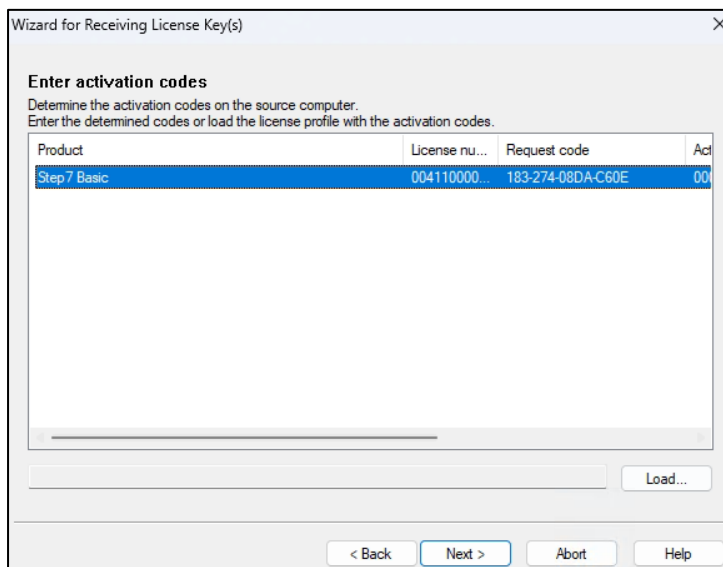 Wizard for Receiving License Key(s)
Enter activation codes
Determine the activation codes on the source computer.
Enter the determined codes or load the license profile with the activation codes.
Product License nu... Request code Act
Step7 Basic 004110000... 183-274-08DA-C60E 000
Load...
< Back Next > Abort Help